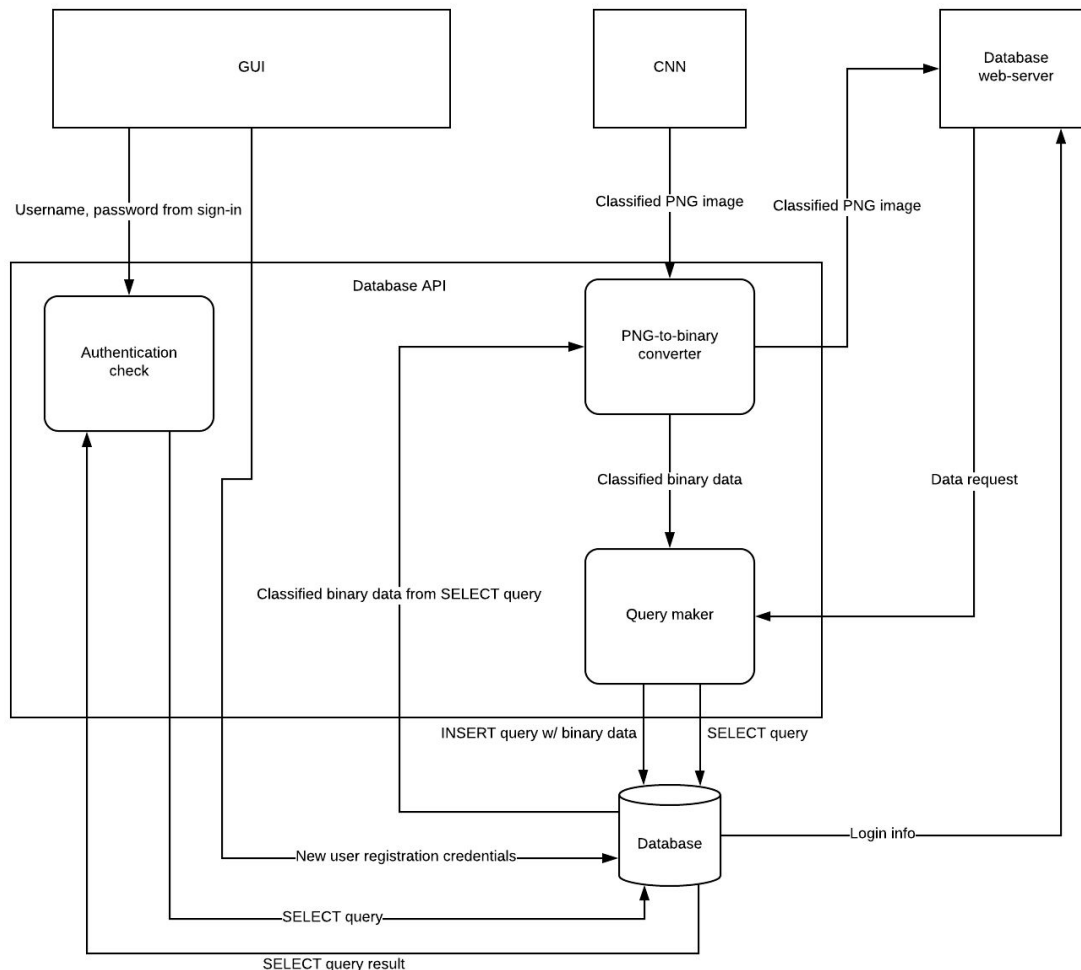 GUI
CNN
Database
web-server
Username, password from sign-in
Classified PNG image
Classified PNG image
Database API
Authentication
check
PNG-to-binary
converter
Classified binary data
Data request
Classified binary data from SELECT query
Query maker
INSERT query w/ binary data
SELECT query
Database
Login info
New user registration credentials
SELECT query
SELECT query result